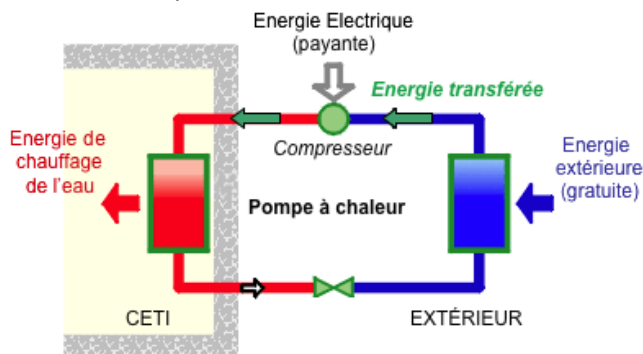 Energie Electrique
(payante)
Energie transférée
Compresseur
Energie de
chauffage
de l'eau
Energie
extérieure
(gratuite)
Pompe à chaleur
CETI
EXTÉRIEUR